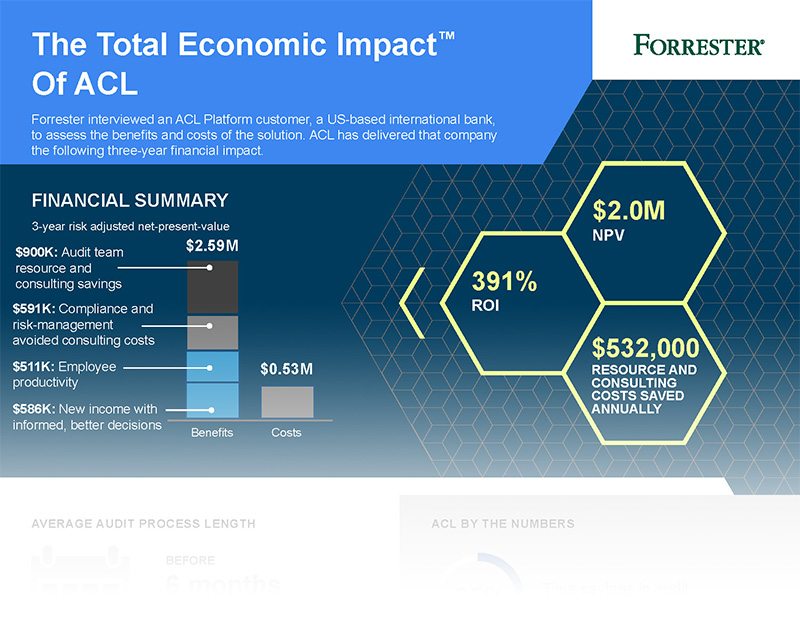 The Total Economic Impact™
Of ACL
FORRESTER®
Forrester interviewed an ACL Platform customer, a US-based international bank,
to assess the benefits and costs of the solution. ACL has delivered that company
the following three-year financial impact.
FINANCIAL SUMMARY
3-year risk adjusted net-present-value
$2.59M
$900K: Audit team
resource and
consulting savings
$591K: Compliance and
risk-management
avoided consulting costs
$511K: Employee
productivity
$586K: New income with
informed, better decisions
$0.53M
Benefits
Costs
391%
ROI
$2.0M
NPV
$532,000
RESOURCE AND
CONSULTING
COSTS SAVED
ANNUALLY
AVERAGE AUDIT PROCESS LENGTH
BEFORE
6 months
ACL BY THE NUMBERS